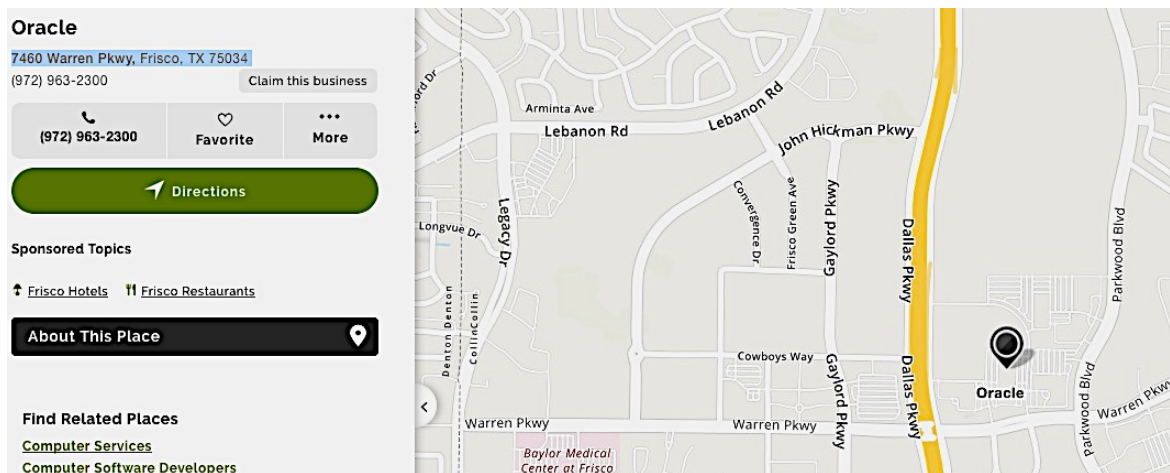 Oracle
7460 Warren Pkwy, Frisco, TX 75034
(972) 963-2300
Claim this business
(972) 963-2300
Favorite
More
Directions
Sponsored Topics
Frisco Hotels
Frisco Restaurants
About This Place
Find Related Places
Computer Services
Computer Software Developers
Arminta Ave
Lebanon Rd
Lebanon Rd
John Hickman Pkwy
Legacy Dr
Longvue Dr
Convergence Dr
Frisco Green Ave
Gaylord Pkwy
Dallas Pkwy
Parkwood Blvd
Denton Denton
CollinCollin
Cowboys Way
Gaylord Pkwy
Dallas Pkwy
Oracle
Parkwood Blvd
Warren Pkwy
Warren Pkwy
Warren Pkwy
Baylor Medical
Center at Frisco